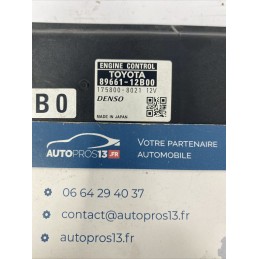 ENGINE CONTROL
TOYOTA
89661-12B00
175800-8021 12V
DENSO
MADE IN JAPAN
B0
AUTOPROS13.FR
VOTRE PARTENAIRE
AUTOMOBILE
06 64 29 40 37
contact@autopros13.fr
autopros13.fr